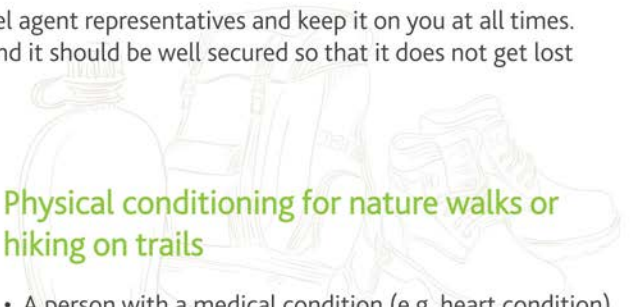 el agent representatives and keep it on you at all times.
nd it should be well secured so that it does not get lost
Physical conditioning for nature walks or
hiking on trails
• A person with a medical condition (e.g. heart condition)